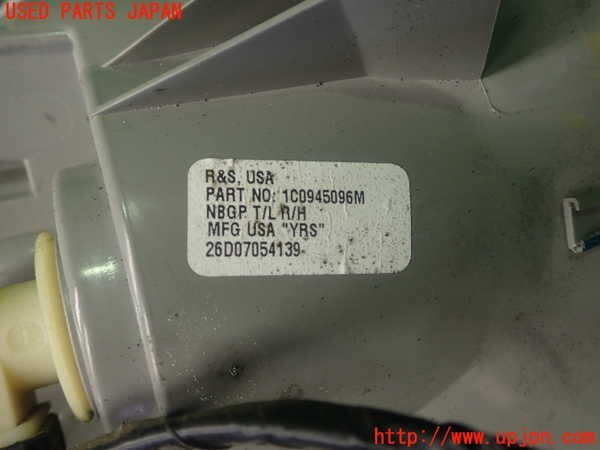 USED PARTS JAPAN
R&S, USA
PART NO: 1C0945096M
NBGP T/L R/H
MFG USA "YRS"
26D07054139
http://www.upjpn.com